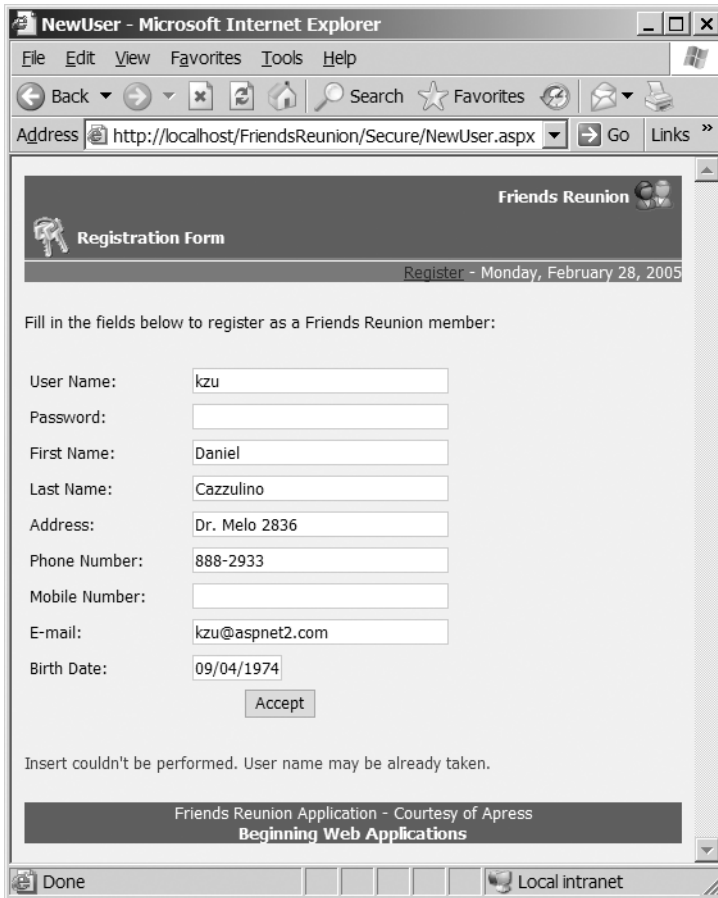 NewUser - Microsoft Internet Explorer
File Edit View Favorites Tools Help
Back Search Favorites
Address http://localhost/FriendsReunion/Secure/NewUser.aspx Go Links »
Friends Reunion
Registration Form
Register - Monday, February 28, 2005
Fill in the fields below to register as a Friends Reunion member:
User Name: kzu
Password:
First Name: Daniel
Last Name: Cazzulino
Address: Dr. Melo 2836
Phone Number: 888-2933
Mobile Number:
E-mail: kzu@aspnet2.com
Birth Date: 09/04/1974
Accept
Insert couldn't be performed. User name may be already taken.
Friends Reunion Application - Courtesy of Apress
Beginning Web Applications
Done Local intranet